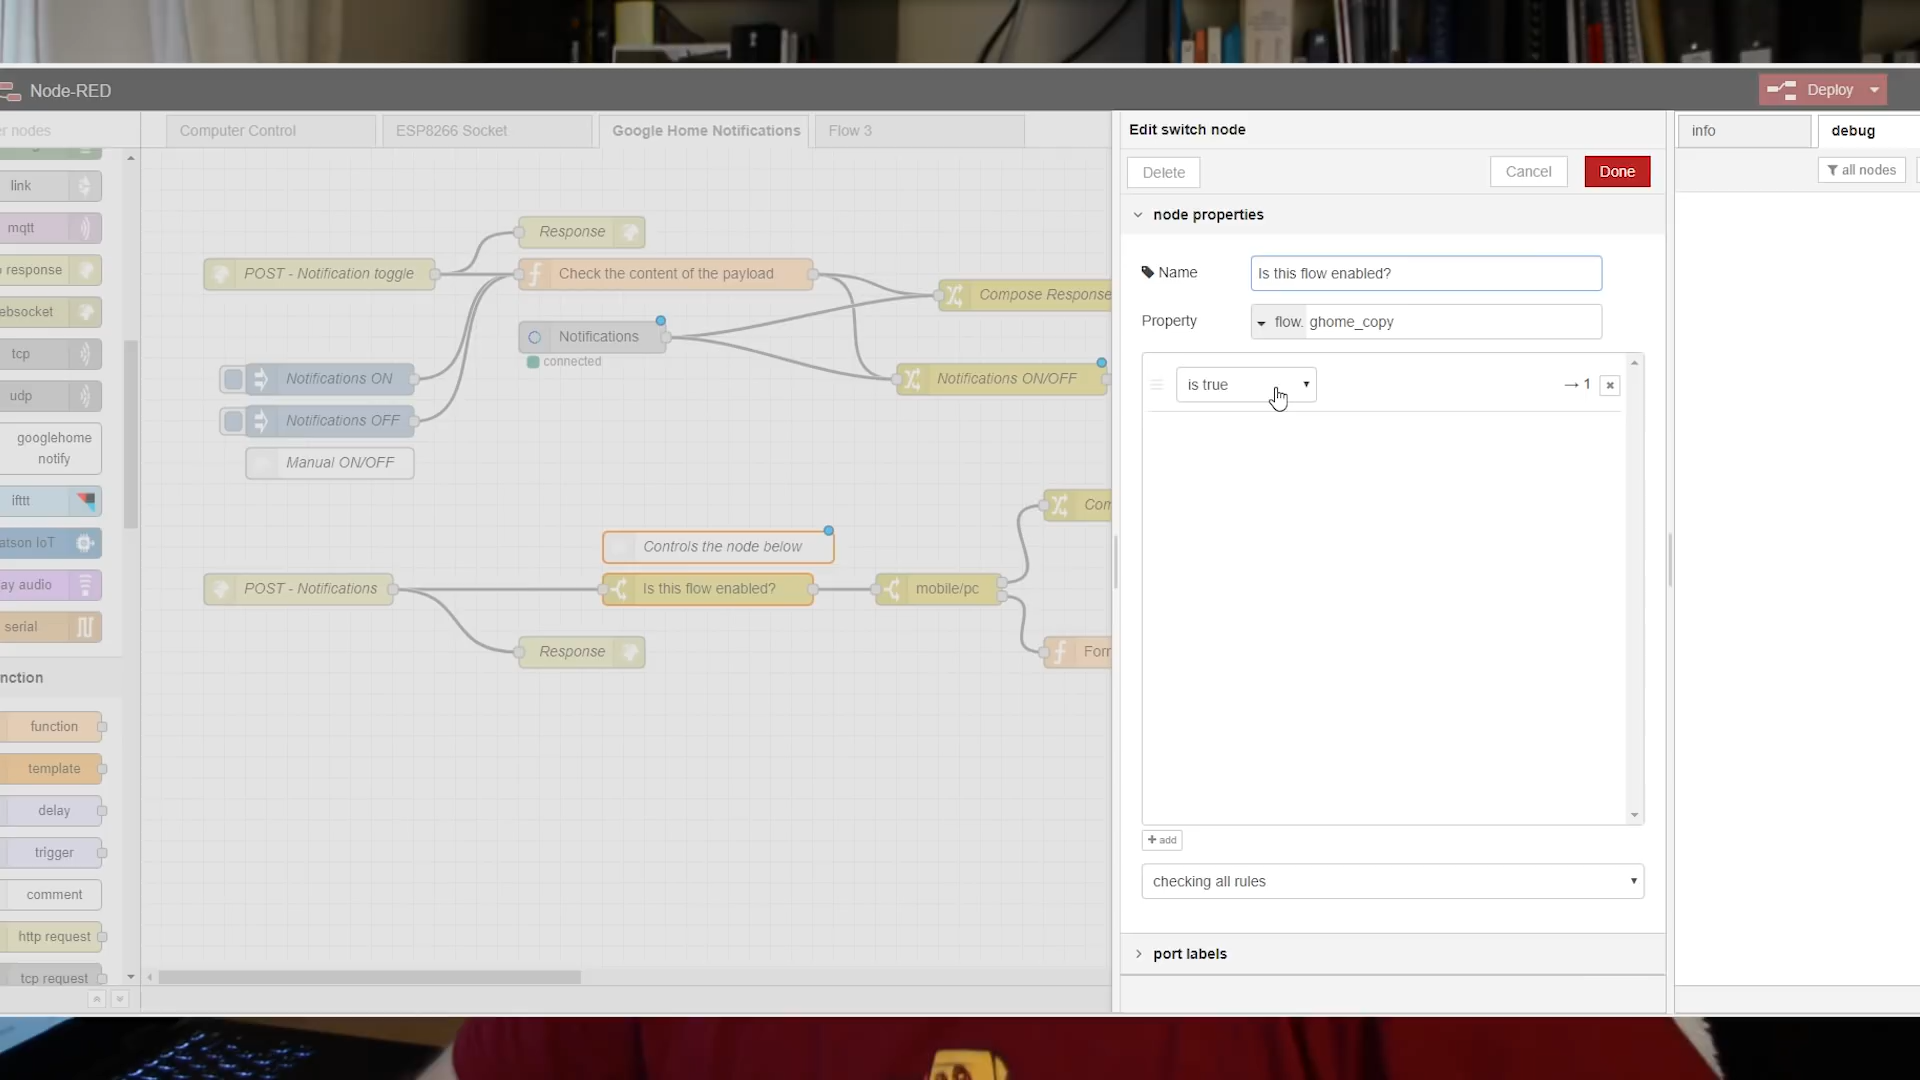 Node-RED
Deploy
er nodes
Computer Control
ESP8266 Socket
Google Home Notifications
Flow 3
Edit switch node
info
debug
Delete
Cancel
Done
all nodes
link
mqtt
response
ebsocket
tcp
udp
googlehome
notify
ifttt
atson IoT
ay audio
serial
nction
function
template
delay
trigger
comment
http request
tcp request
Response
POST - Notification toggle
Check the content of the payload
Compose Response
Notifications
connected
Notifications ON
Notifications ON/OFF
Notifications OFF
Manual ON/OFF
Com
Controls the node below
POST - Notifications
Is this flow enabled?
mobile/pc
Response
Forr
node properties
Name
Is this flow enabled?
Property
flow. ghome_copy
is true
→ 1
add
checking all rules
port labels